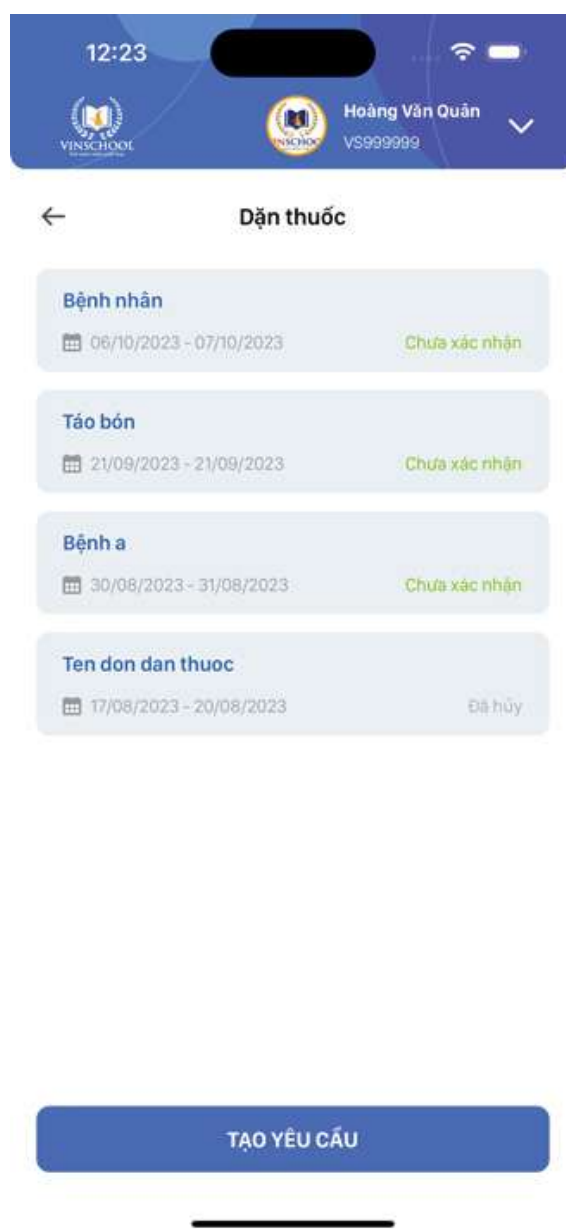 12:23
VINSCHOOL
Hoàng Văn Quân
VS999999
Dặn thuốc
Bệnh nhân
06/10/2023 - 07/10/2023
Chưa xác nhận
Táo bón
21/09/2023 - 21/09/2023
Chưa xác nhận
Bệnh a
30/08/2023 - 31/08/2023
Chưa xác nhận
Ten don dan thuoc
17/08/2023 - 20/08/2023
Đã hủy
TẠO YÊU CẦU